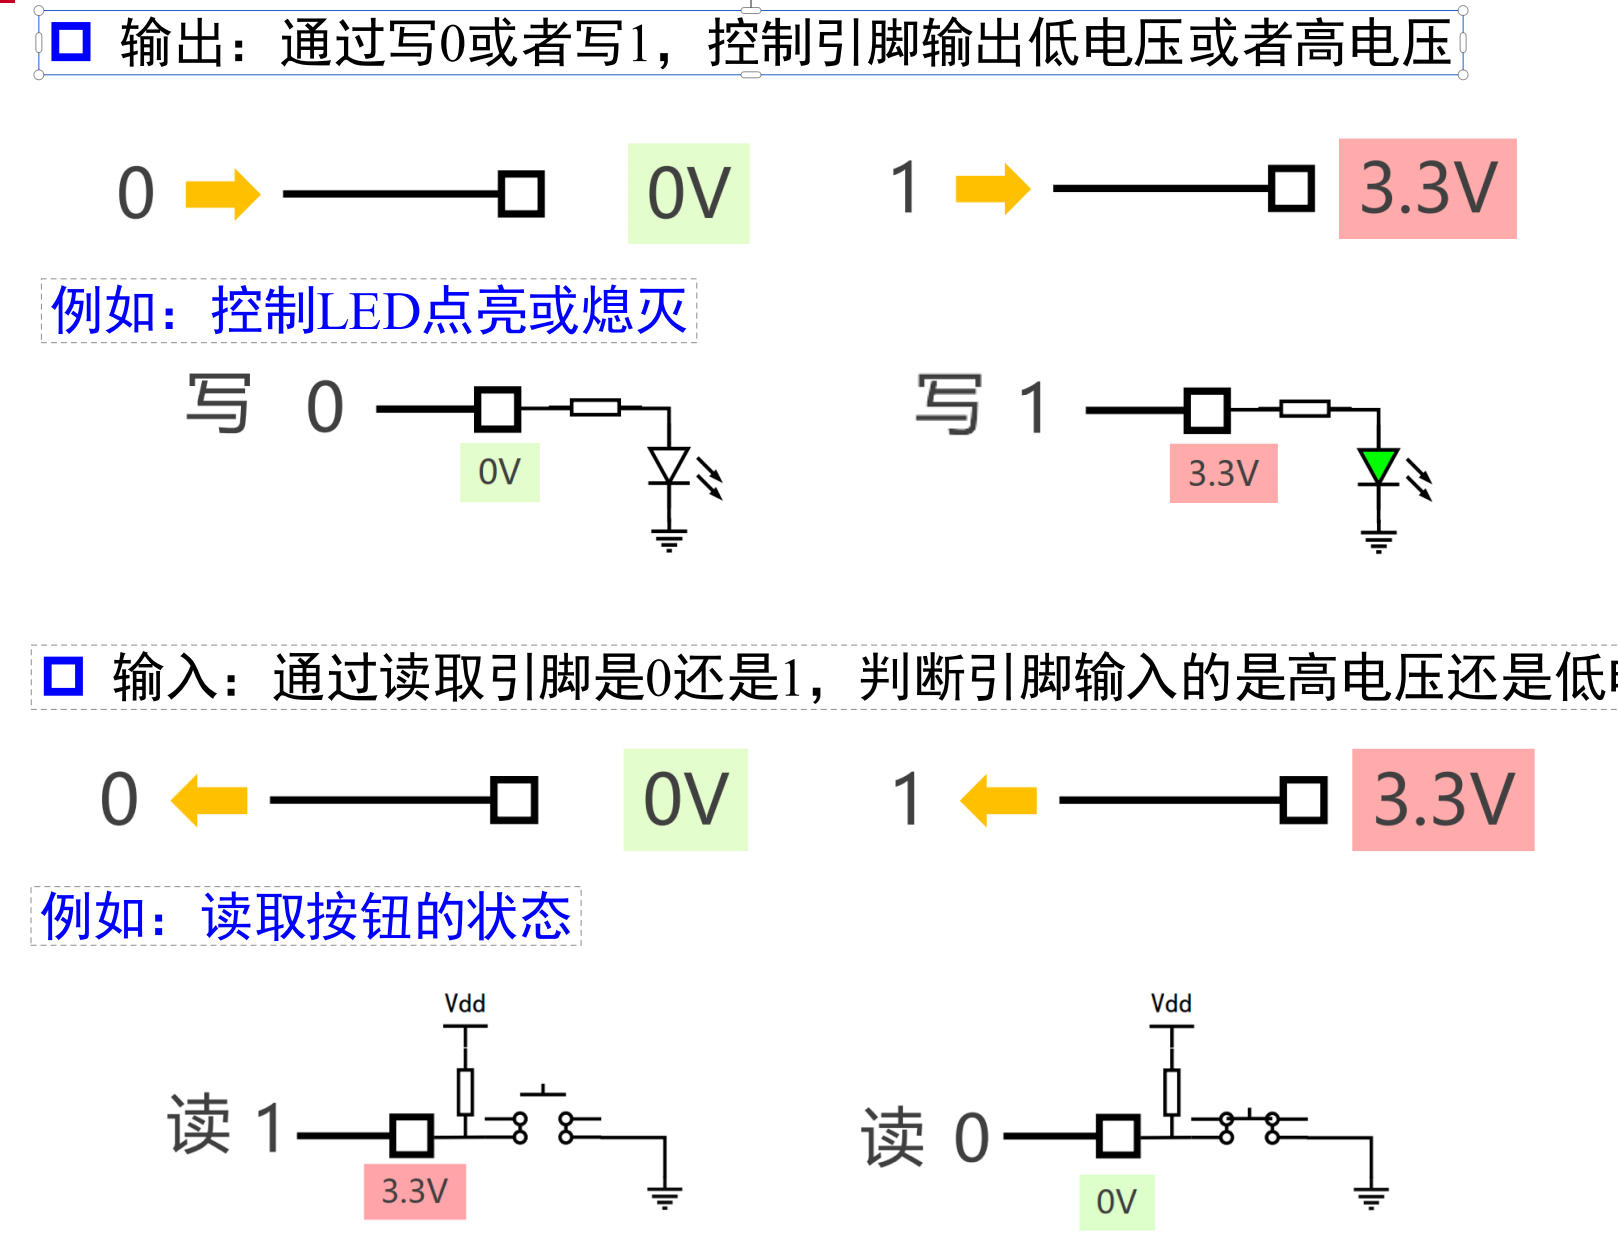 输出：通过写0或者写1，控制引脚输出低电压或者高电压
0 0V 1 3.3V
例如：控制LED点亮或熄灭
写 0 写 1
0V 3.3V
输入：通过读取引脚是0还是1，判断引脚输入的是高电压还是低
0 0V 1 3.3V
例如：读取按钮的状态
Vdd Vdd
读 1 读 0
3.3V 0V